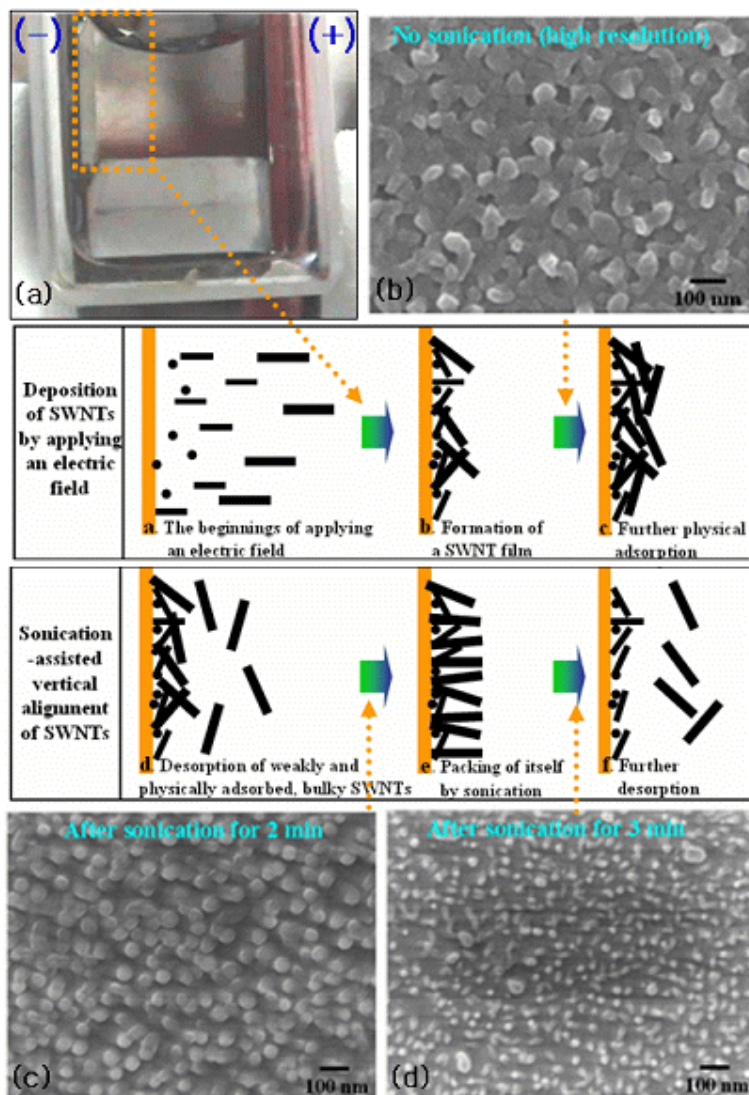 (−)
(+)
(a)
No sonication (high resolution)
(b)
100 nm
Deposition
of SWNTs
by applying
an electric
field
a. The beginnings of applying
an electric field
b. Formation of
a SWNT film
c. Further physical
adsorption
Sonication
-assisted
vertical
alignment
of SWNTs
d. Desorption of weakly and
physically adsorbed, bulky SWNTs
e. Packing of itself
by sonication
f. Further
desorption
After sonication for 2 min
(c)
100 nm
After sonication for 3 min
(d)
100 nm